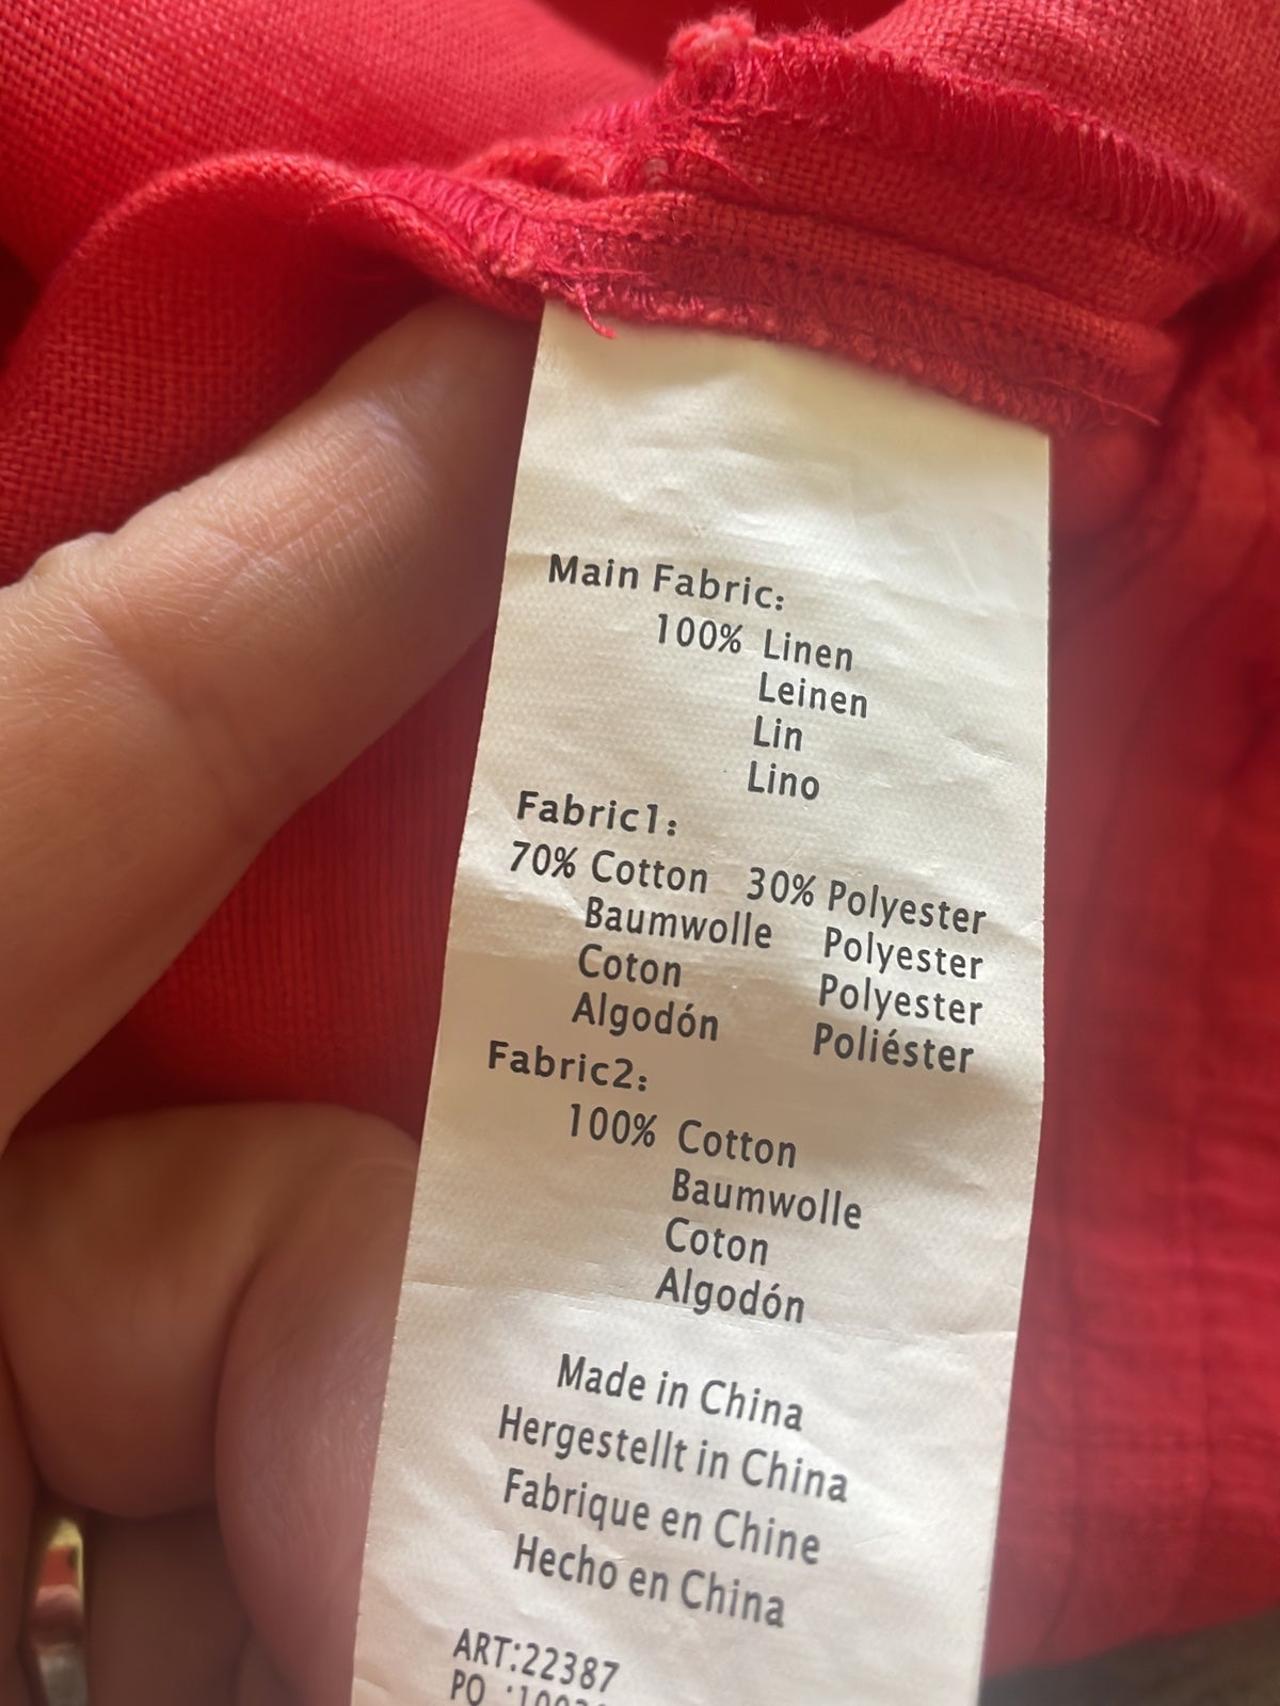 Main Fabric:
100% Linen
Leinen
Lin
Lino
Fabric1:
70% Cotton 30% Polyester
Baumwolle Polyester
Coton Polyester
Algodón Poliéster
Fabric2:
100% Cotton
Baumwolle
Coton
Algodón
Made in China
Hergestellt in China
Fabrique en Chine
Hecho en China
ART:22387
PO